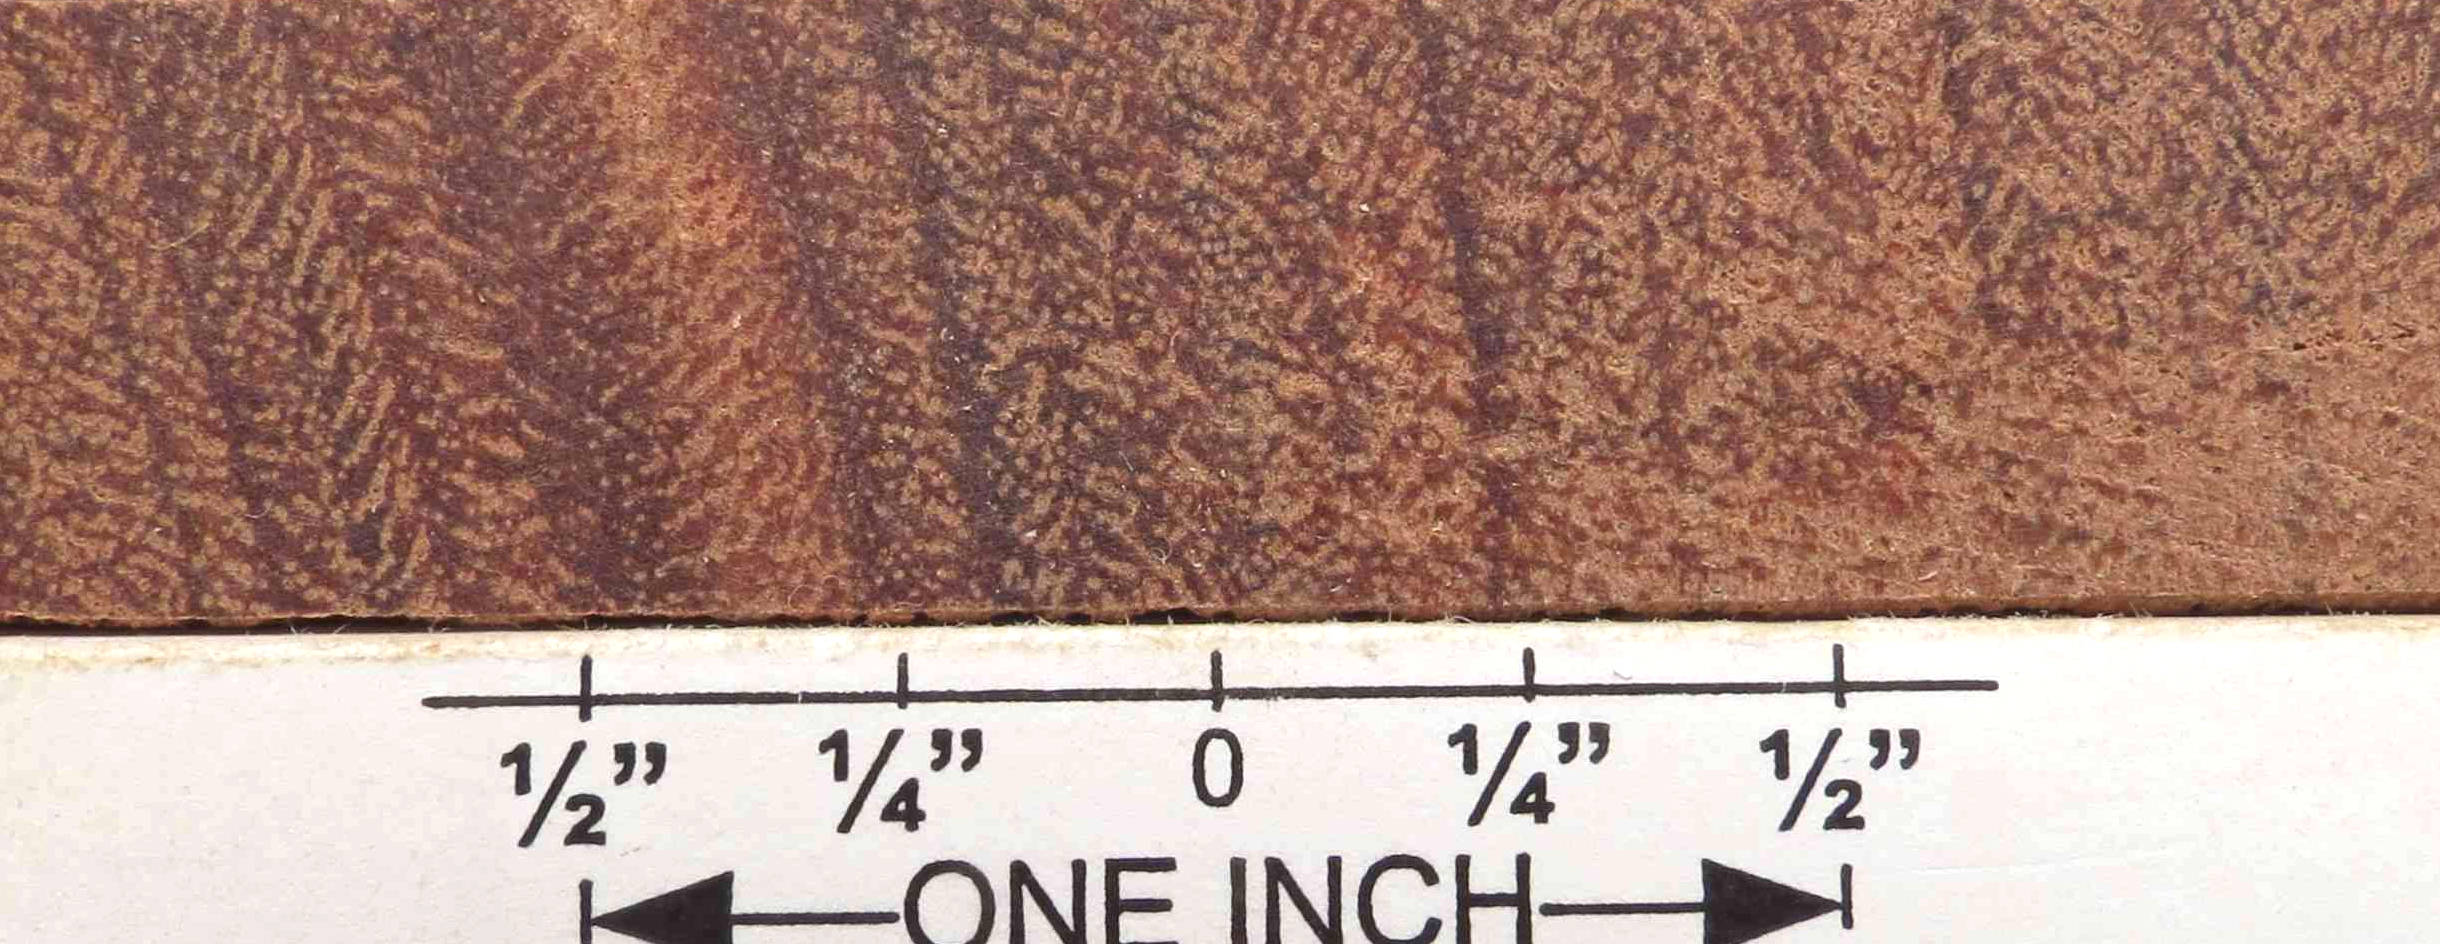 1/2” 1/4” 0 1/4” 1/2”
ONE INCH